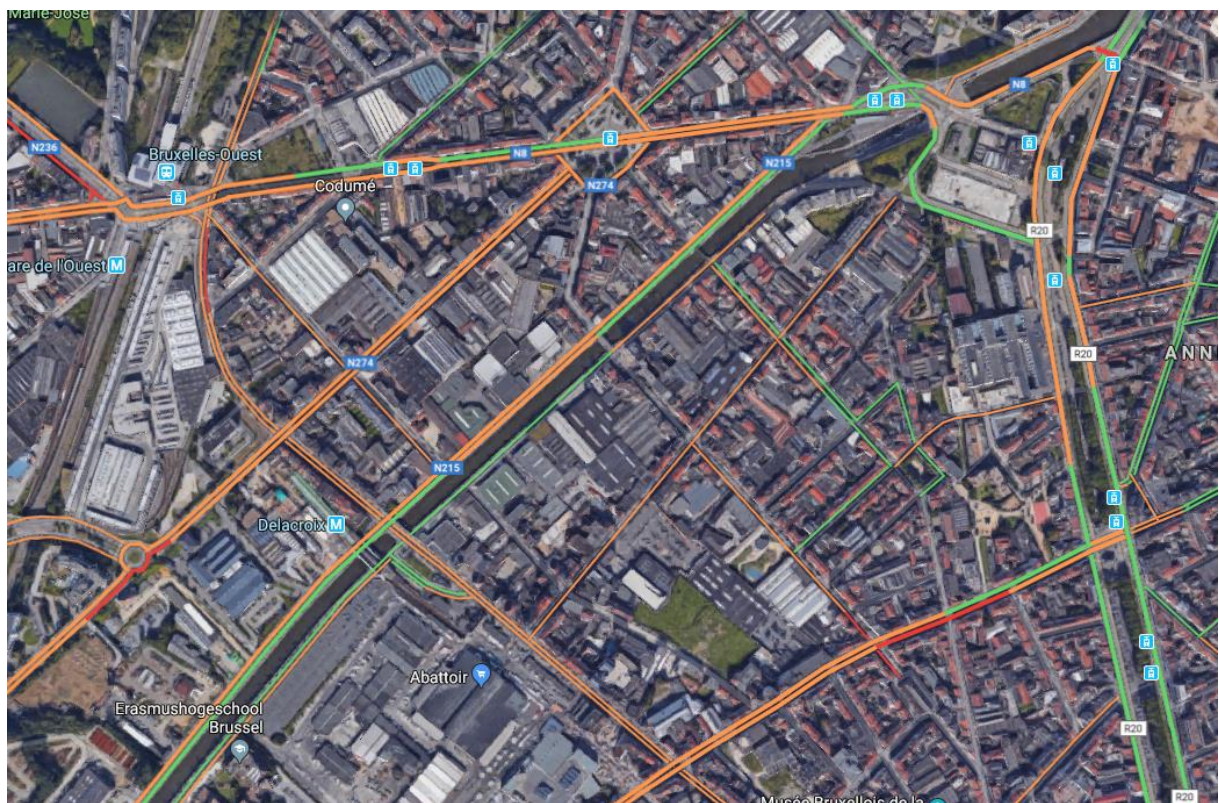 Marie-José
N8
N236
Bruxelles-Ouest
N8
N215
Codumé
N274
R20
are de l'Ouest M
N274
R20
ANN
N215
Delacroix M
Abattoir
Erasmushogeschool
Brussel
R20
R20
Musée Bruxellois de la